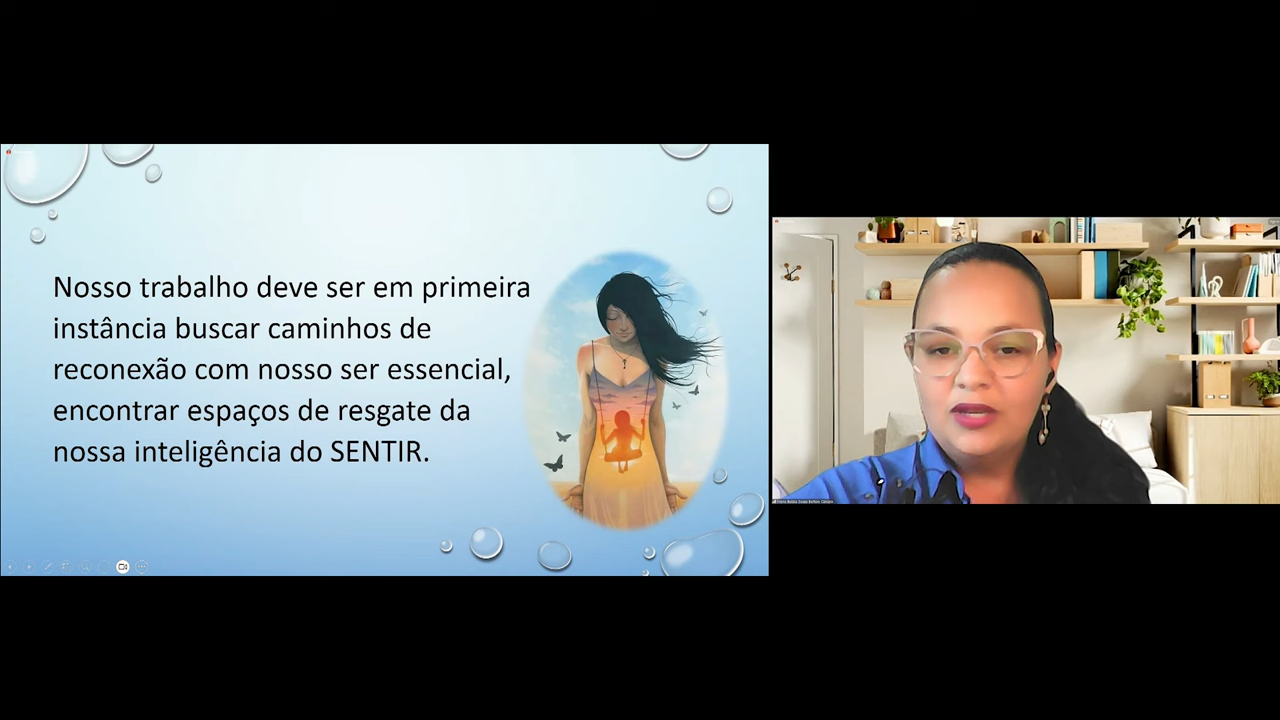 Nosso trabalho deve ser em primeira
instância buscar caminhos de
reconexão com nosso ser essencial,
encontrar espaços de resgate da
nossa inteligência do SENTIR.